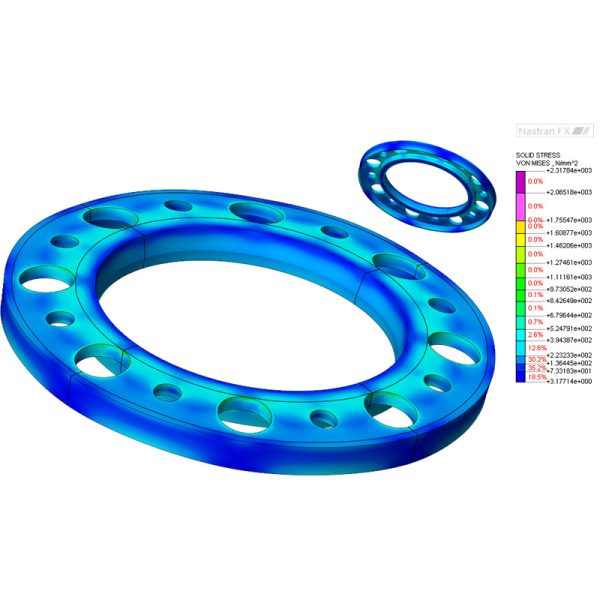 Nastran FX
SOLID STRESS
VON MISES , N/mm^2
+2.31784e+003
0.0%
+2.06518e+003
0.0%
+1.75547e+003
0.0%
+1.60677e+003
0.0%
+1.46206e+003
0.0%
+1.27461e+003
0.0%
+1.11161e+003
0.0%
+9.73052e+002
0.1%
+8.42649e+002
0.1%
+6.79644e+002
0.7%
+5.24791e+002
2.6%
+3.94387e+002
12.6%
+2.23233e+002
30.2%
+1.36445e+002
35.2%
+7.33183e+001
18.5%
+3.17714e+000